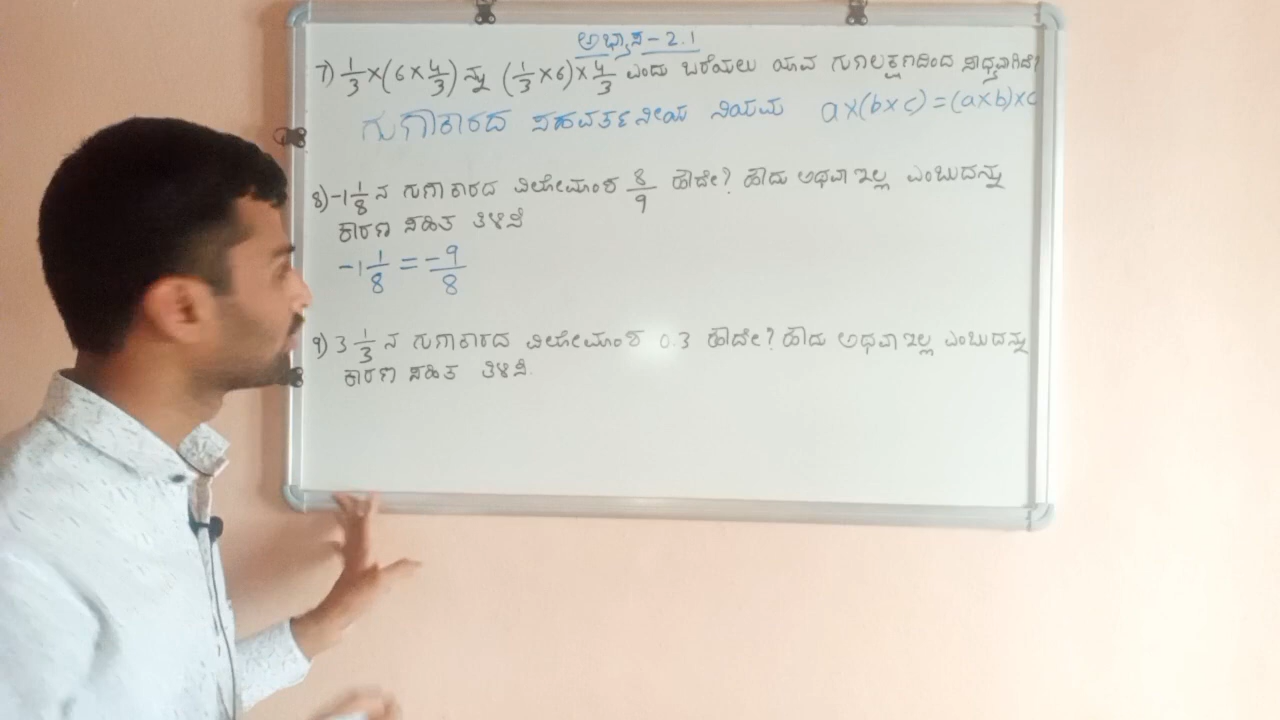 ಅಭ್ಯಾಸ - 2.1
7) 1/3 × (6 × 4/3) ನ್ನು (1/3 × 6) × 4/3 ಎಂದು ಬರೆಯಲು ಯಾವ ಗುಣಲಕ್ಷಣದಿಂದ ಸಾಧ್ಯವಾಗಿದೆ?
ಗುಣಾಕಾರದ ಸಹವರ್ತನೀಯ ನಿಯಮ a×(b×c) = (a×b)×c
8) -1 1/8 ನ ಗುಣಾಕಾರದ ವಿಲೋಮಾಂಶ 8/9 ಹೌದೇ? ಹೌದು ಅಥವಾ ಇಲ್ಲ ಎಂಬುದನ್ನು
ಕಾರಣ ಸಹಿತ ತಿಳಿಸಿ
-1 1/8 = -9/8
9) 3 1/3 ನ ಗುಣಾಕಾರದ ವಿಲೋಮಾಂಶ 0.3 ಹೌದೇ? ಹೌದು ಅಥವಾ ಇಲ್ಲ ಎಂಬುದನ್ನು
ಕಾರಣ ಸಹಿತ ತಿಳಿಸಿ.